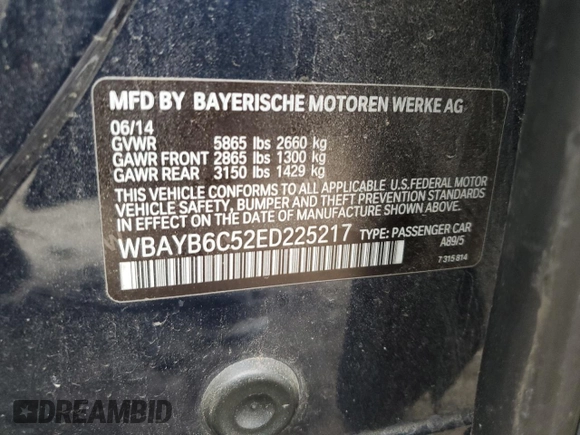 MFD BY BAYERISCHE MOTOREN WERKE AG
06/14
GVWR 5865 lbs 2660 kg
GAWR FRONT 2865 lbs 1300 kg
GAWR REAR 3150 lbs 1429 kg
THIS VEHICLE CONFORMS TO ALL APPLICABLE U.S.FEDERAL MOTOR
VEHICLE SAFETY, BUMPER AND THEFT PREVENTION STANDARDS
IN EFFECT ON THE DATE OF MANUFACTURE SHOWN ABOVE.
WBAYB6C52ED225217 TYPE: PASSENGER CAR
A89/5
7 315 814
DREAMBID